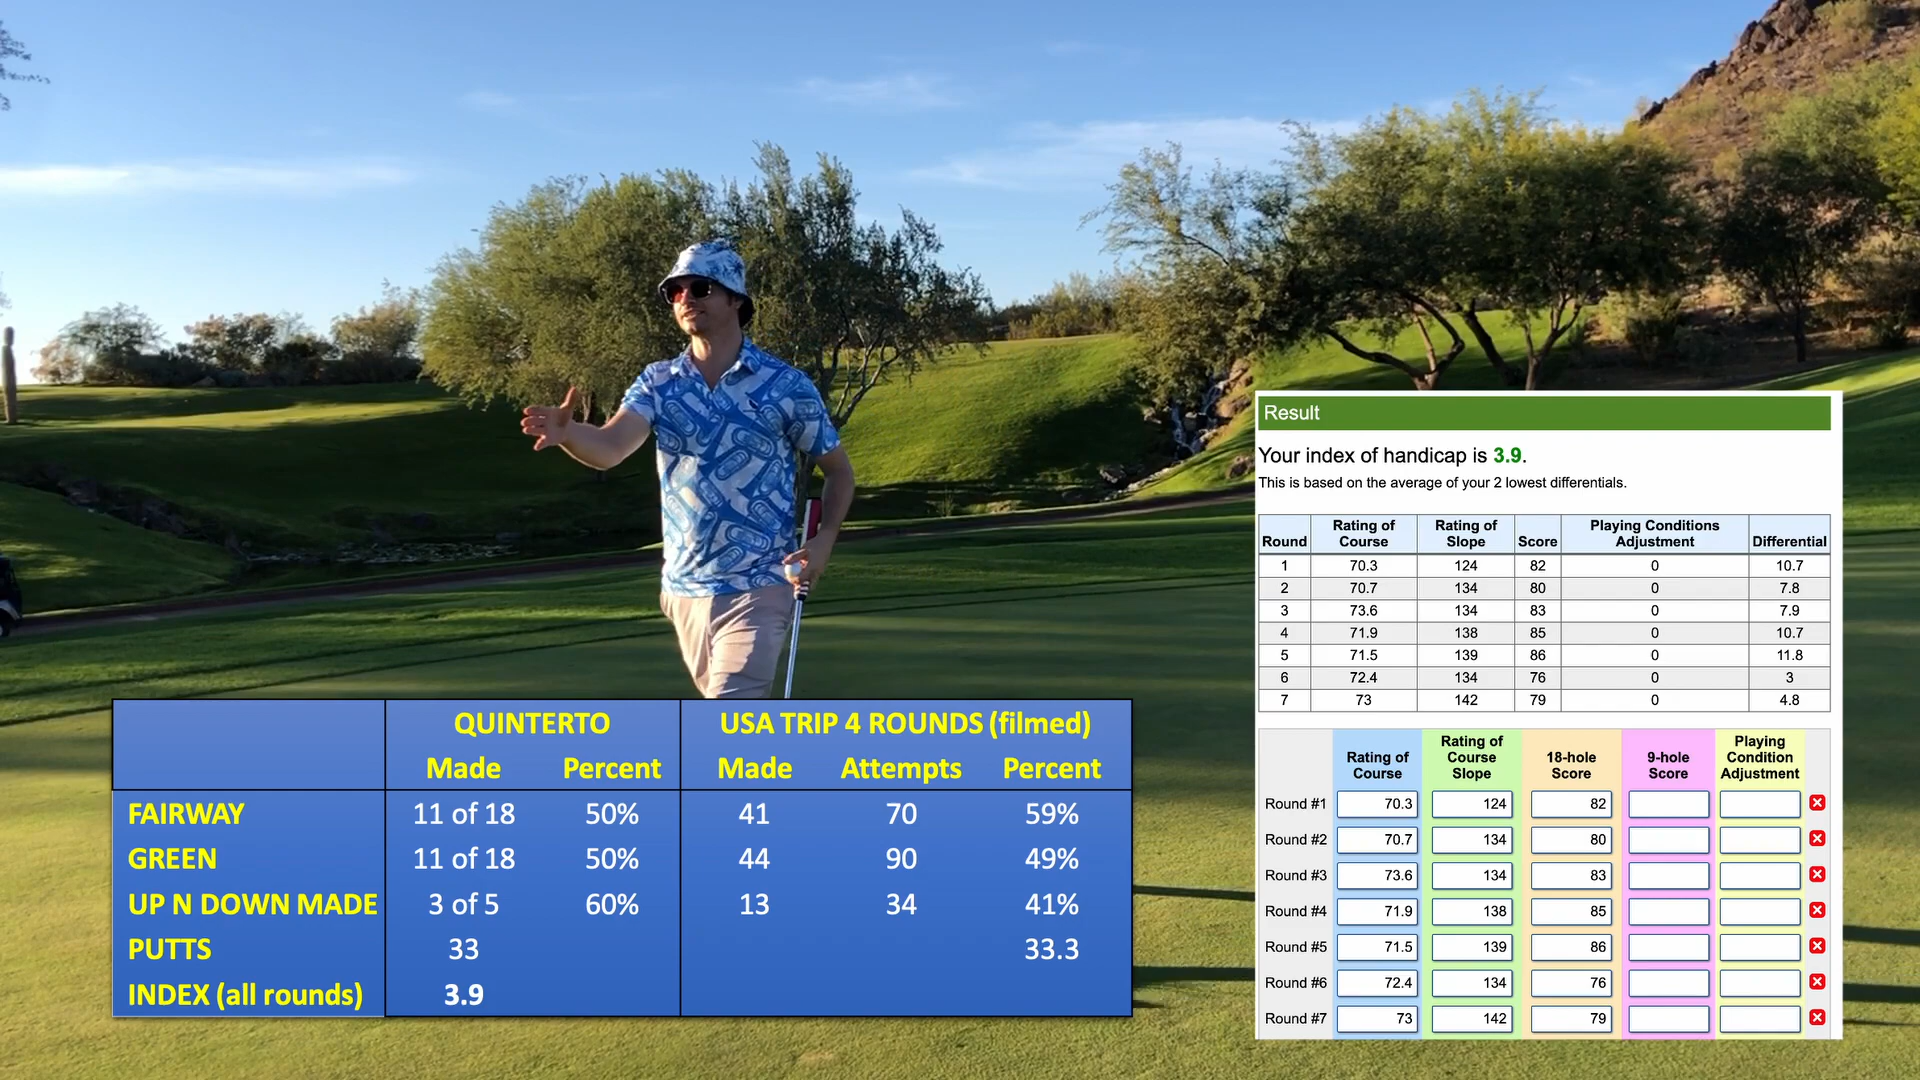 Result
Your index of handicap is 3.9.
This is based on the average of your 2 lowest differentials.
Round Rating of Course Rating of Slope Score Playing Conditions Adjustment Differential
1 70.3 124 82 0 10.7
2 70.7 134 80 0 7.8
3 73.6 134 83 0 7.9
4 71.9 138 85 0 10.7
5 71.5 139 86 0 11.8
6 72.4 134 76 0 3
7 73 142 79 0 4.8
Rating of Course Rating of Course Slope 18-hole Score 9-hole Score Playing Condition Adjustment
Round #1 70.3 124 82
Round #2 70.7 134 80
Round #3 73.6 134 83
Round #4 71.9 138 85
Round #5 71.5 139 86
Round #6 72.4 134 76
Round #7 73 142 79
QUINTERTO USA TRIP 4 ROUNDS (filmed)
Made Percent Made Attempts Percent
FAIRWAY 11 of 18 50% 41 70 59%
GREEN 11 of 18 50% 44 90 49%
UP N DOWN MADE 3 of 5 60% 13 34 41%
PUTTS 33 33.3
INDEX (all rounds) 3.9